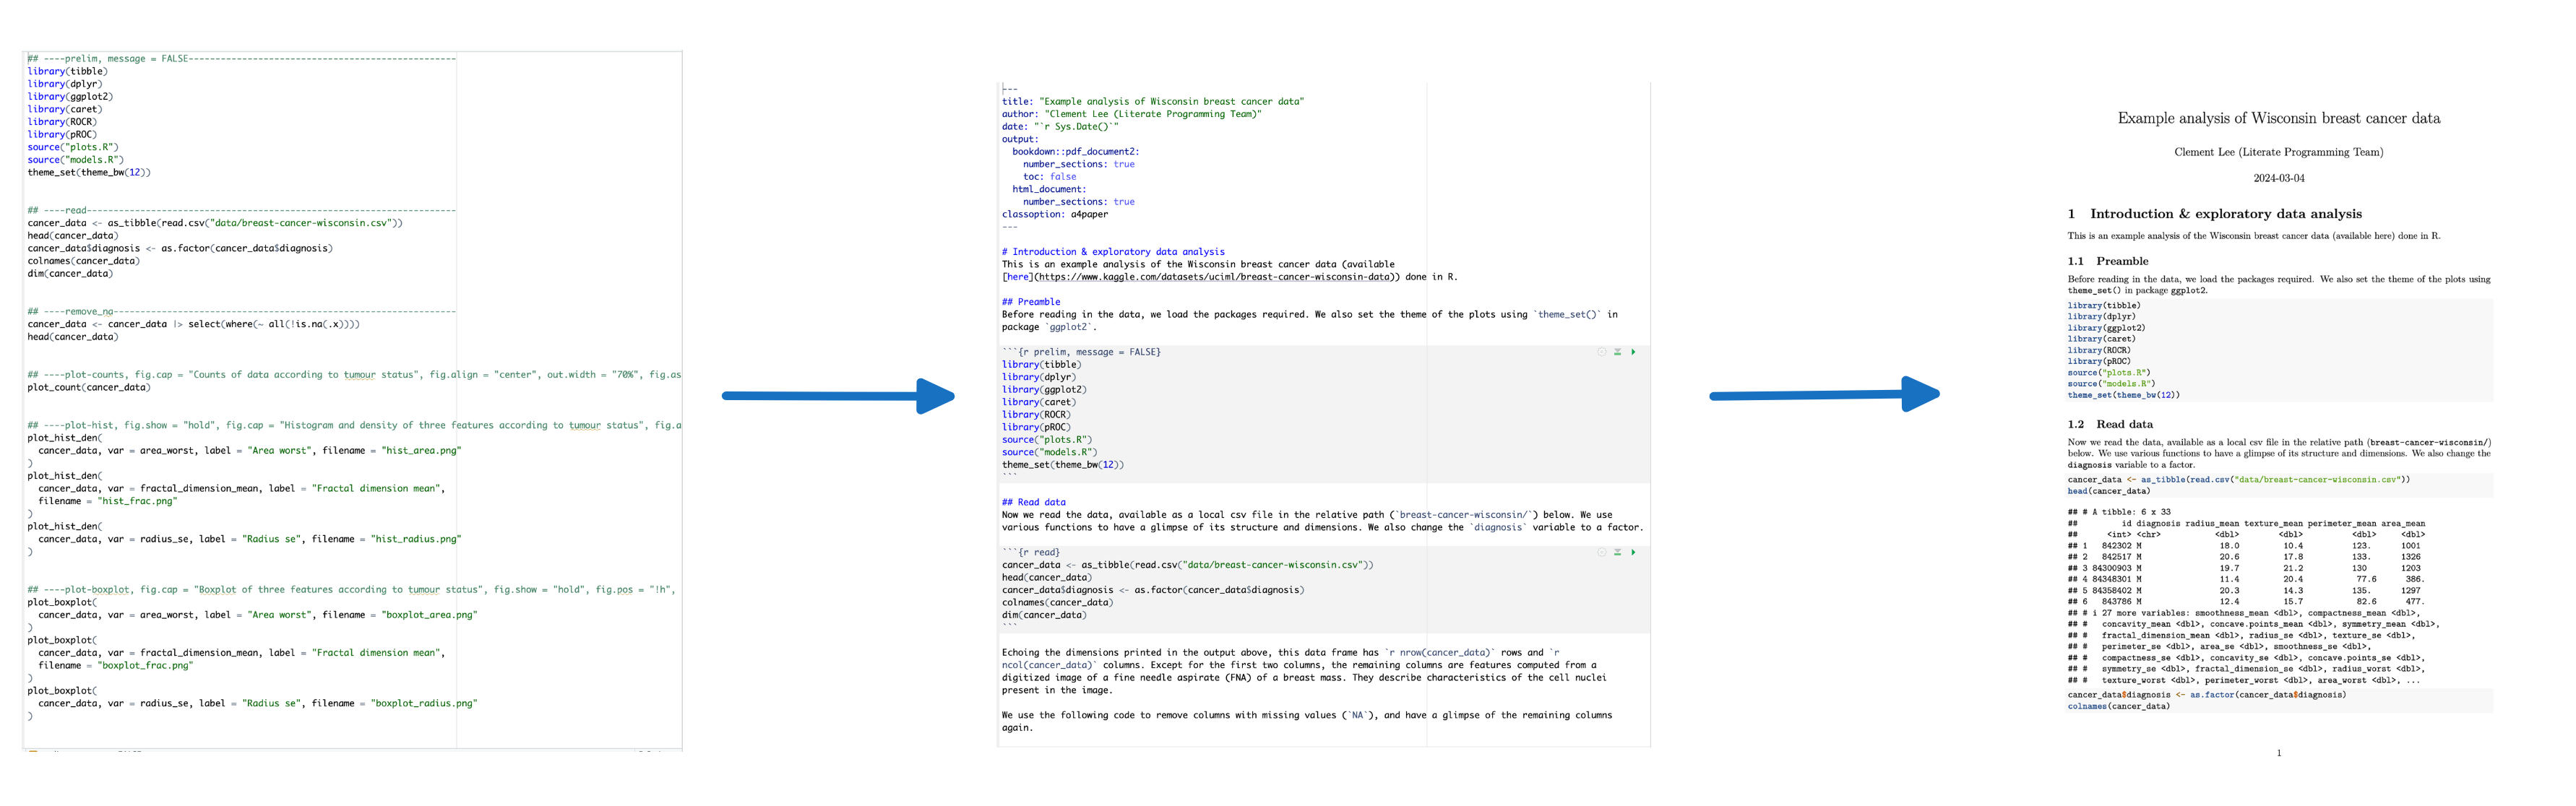 ## ----prelim, message = FALSE--------------------------------------------------
library(tibble)
library(dplyr)
library(ggplot2)
library(caret)
library(ROCR)
library(pROC)
source("plots.R")
source("models.R")
theme_set(theme_bw(12))
## ----read---------------------------------------------------------------------
cancer_data <- as_tibble(read.csv("data/breast-cancer-wisconsin.csv"))
head(cancer_data)
cancer_data$diagnosis <- as.factor(cancer_data$diagnosis)
colnames(cancer_data)
dim(cancer_data)
## ----remove_na----------------------------------------------------------------
cancer_data <- cancer_data |> select(where(~ all(!is.na(.x))))
head(cancer_data)
## ----plot-counts, fig.cap = "Counts of data according to tumour status", fig.align = "center", out.width = "70%", fig.as
plot_count(cancer_data)
## ----plot-hist, fig.show = "hold", fig.cap = "Histogram and density of three features according to tumour status", fig.a
plot_hist_den(
  cancer_data, var = area_worst, label = "Area worst", filename = "hist_area.png"
)
plot_hist_den(
  cancer_data, var = fractal_dimension_mean, label = "Fractal dimension mean",
  filename = "hist_frac.png"
)
plot_hist_den(
  cancer_data, var = radius_se, label = "Radius se", filename = "hist_radius.png"
)
## ----plot-boxplot, fig.cap = "Boxplot of three features according to tumour status", fig.show = "hold", fig.pos = "!h",
plot_boxplot(
  cancer_data, var = area_worst, label = "Area worst", filename = "boxplot_area.png"
)
plot_boxplot(
  cancer_data, var = fractal_dimension_mean, label = "Fractal dimension mean",
  filename = "boxplot_frac.png"
)
plot_boxplot(
  cancer_data, var = radius_se, label = "Radius se", filename = "boxplot_radius.png"
)
---
title: "Example analysis of Wisconsin breast cancer data"
author: "Clement Lee (Literate Programming Team)"
date: "`r Sys.Date()`"
output:
  bookdown::pdf_document2:
    number_sections: true
    toc: false
  html_document:
    number_sections: true
classoption: a4paper
---
# Introduction & exploratory data analysis
This is an example analysis of the Wisconsin breast cancer data (available
[here](https://www.kaggle.com/datasets/uciml/breast-cancer-wisconsin-data)) done in R.
## Preamble
Before reading in the data, we load the packages required. We also set the theme of the plots using `theme_set()` in
package `ggplot2`.
```{r prelim, message = FALSE}
library(tibble)
library(dplyr)
library(ggplot2)
library(caret)
library(ROCR)
library(pROC)
source("plots.R")
source("models.R")
theme_set(theme_bw(12))
```
## Read data
Now we read the data, available as a local csv file in the relative path (`breast-cancer-wisconsin/`) below. We use
various functions to have a glimpse of its structure and dimensions. We also change the `diagnosis` variable to a factor.
```{r read}
cancer_data <- as_tibble(read.csv("data/breast-cancer-wisconsin.csv"))
head(cancer_data)
cancer_data$diagnosis <- as.factor(cancer_data$diagnosis)
colnames(cancer_data)
dim(cancer_data)
```
Echoing the dimensions printed in the output above, this data frame has `r nrow(cancer_data)` rows and `r
ncol(cancer_data)` columns. Except for the first two columns, the remaining columns are features computed from a
digitized image of a fine needle aspirate (FNA) of a breast mass. They describe characteristics of the cell nuclei
present in the image.
We use the following code to remove columns with missing values (`NA`), and have a glimpse of the remaining columns
again.
Example analysis of Wisconsin breast cancer data
Clement Lee (Literate Programming Team)
2024-03-04
1 Introduction & exploratory data analysis
This is an example analysis of the Wisconsin breast cancer data (available here) done in R.
1.1 Preamble
Before reading in the data, we load the packages required. We also set the theme of the plots using
theme_set() in package ggplot2.
library(tibble)
library(dplyr)
library(ggplot2)
library(caret)
library(ROCR)
library(pROC)
source("plots.R")
source("models.R")
theme_set(theme_bw(12))
1.2 Read data
Now we read the data, available as a local csv file in the relative path (breast-cancer-wisconsin/)
below. We use various functions to have a glimpse of its structure and dimensions. We also change the
diagnosis variable to a factor.
cancer_data <- as_tibble(read.csv("data/breast-cancer-wisconsin.csv"))
head(cancer_data)
## # A tibble: 6 x 33
## id diagnosis radius_mean texture_mean perimeter_mean area_mean
## <int> <chr> <dbl> <dbl> <dbl> <dbl>
## 1 842302 M 18.0 10.4 123. 1001
## 2 842517 M 20.6 17.8 133. 1326
## 3 84300903 M 19.7 21.2 130 1203
## 4 84348301 M 11.4 20.4 77.6 386.
## 5 84358402 M 20.3 14.3 135. 1297
## 6 843786 M 12.4 15.7 82.6 477.
## # i 27 more variables: smoothness_mean <dbl>, compactness_mean <dbl>,
## # concavity_mean <dbl>, concave.points_mean <dbl>, symmetry_mean <dbl>,
## # fractal_dimension_mean <dbl>, radius_se <dbl>, texture_se <dbl>,
## # perimeter_se <dbl>, area_se <dbl>, smoothness_se <dbl>,
## # compactness_se <dbl>, concavity_se <dbl>, concave.points_se <dbl>,
## # symmetry_se <dbl>, fractal_dimension_se <dbl>, radius_worst <dbl>,
## # texture_worst <dbl>, perimeter_worst <dbl>, area_worst <dbl>, ...
cancer_data$diagnosis <- as.factor(cancer_data$diagnosis)
colnames(cancer_data)
1